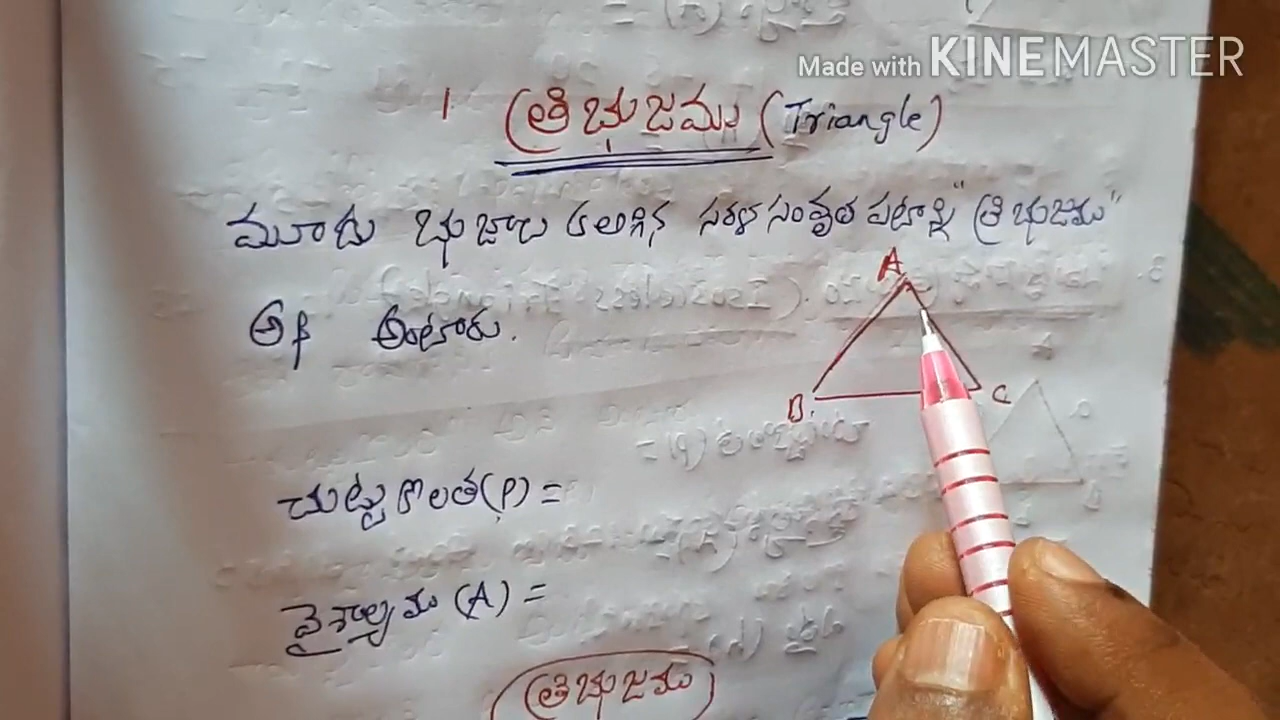 Made with KINEMASTER
1 త్రిభుజము (Triangle)
మూడు భుజాలు కలిగిన సరళ సంవృత పటాన్ని "త్రిభుజము"
అని అంటారు.
A
B C
చుట్టుకొలత (P) =
వైశాల్యము (A) =
త్రిభుజము